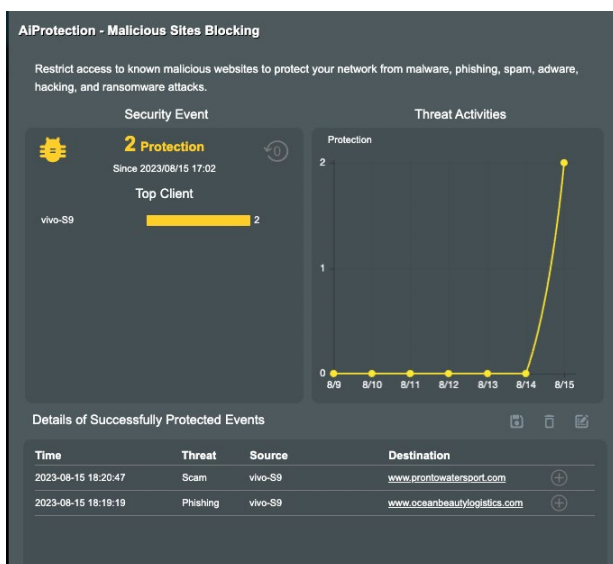 AiProtection - Malicious Sites Blocking
Restrict access to known malicious websites to protect your network from malware, phishing, spam, adware,
hacking, and ransomware attacks.
Security Event
2 Protection
0
Since 2023/08/15 17:02
Top Client
vivo-S9 2
Threat Activities
Protection
2
1
0
8/9 8/10 8/11 8/12 8/13 8/14 8/15
Details of Successfully Protected Events
Time Threat Source Destination
2023-08-15 18:20:47 Scam vivo-S9 www.prontowatersport.com
2023-08-15 18:19:19 Phishing vivo-S9 www.oceanbeautylogistics.com